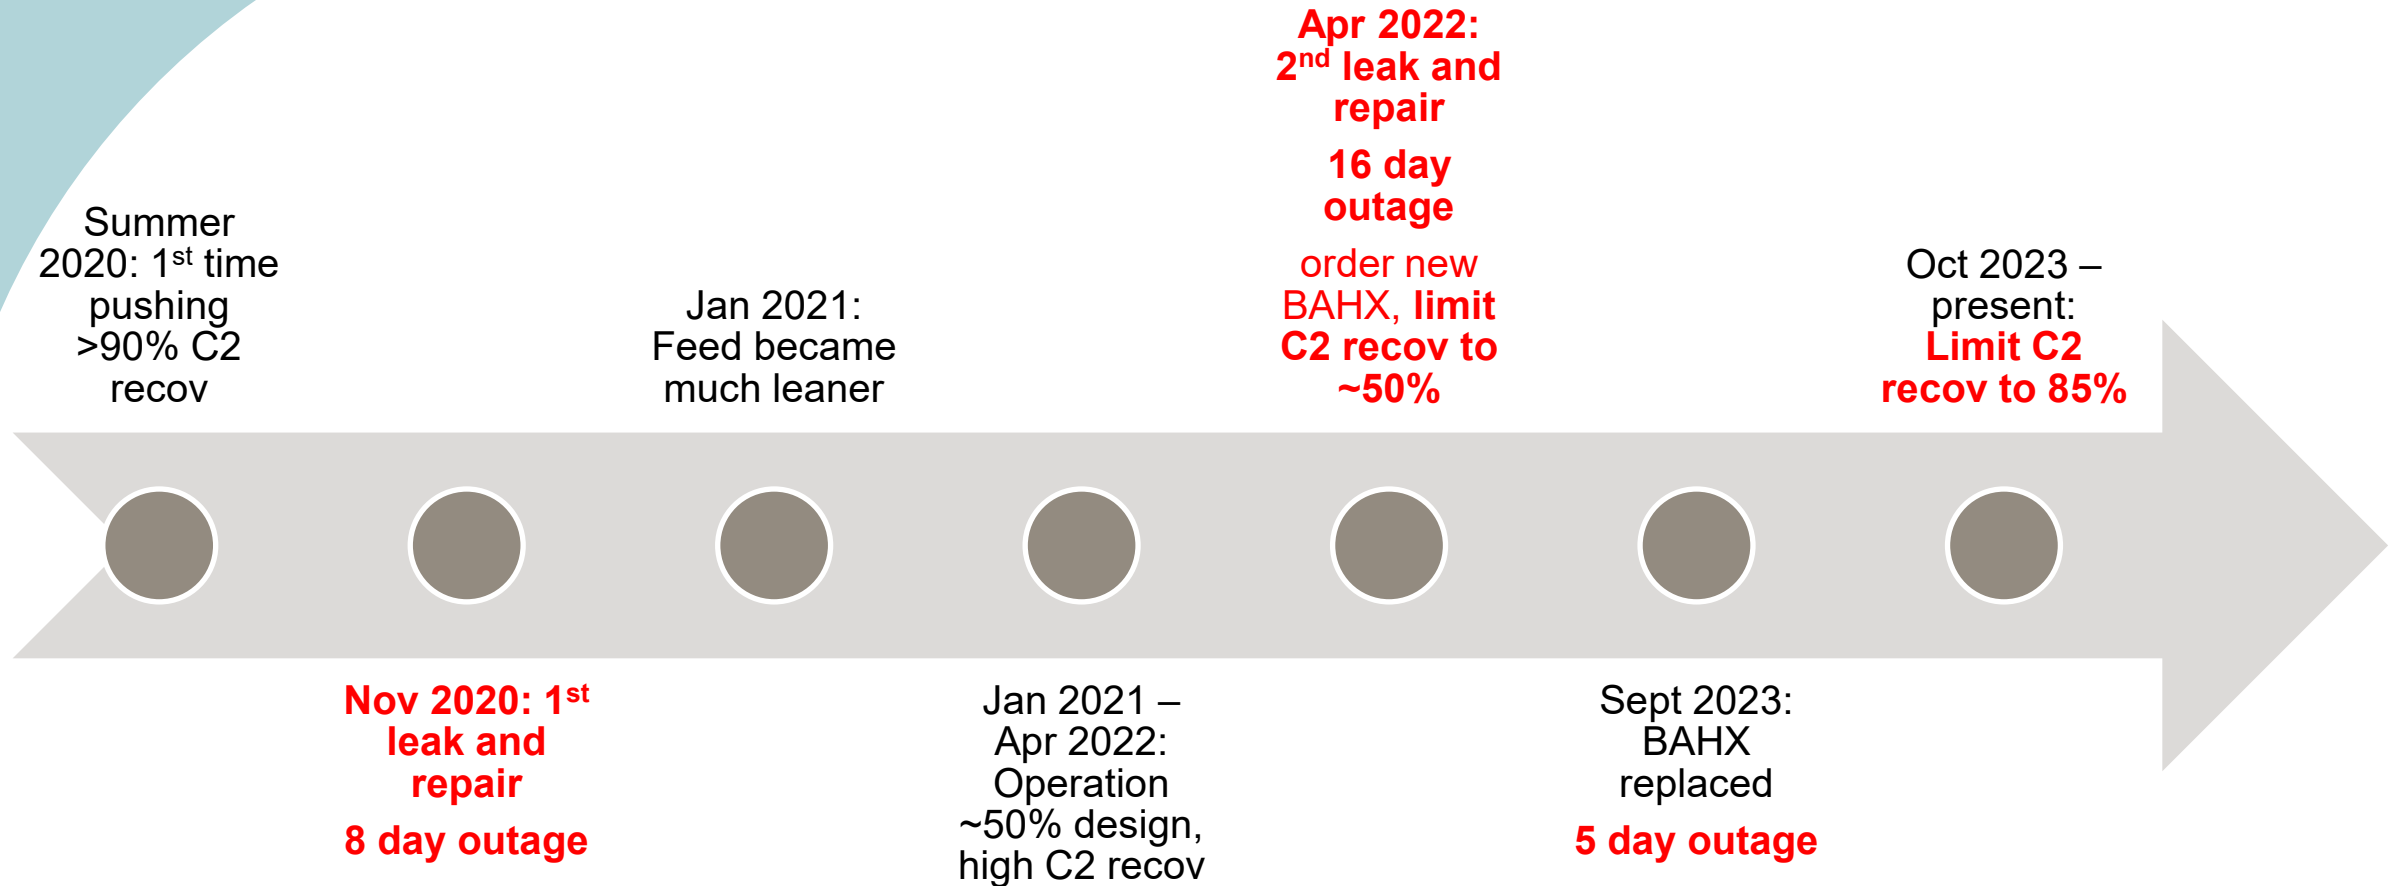 Summer
2020: 1st time
pushing
>90% C2
recov
Nov 2020: 1st
leak and
repair
8 day outage
Jan 2021:
Feed became
much leaner
Jan 2021 –
Apr 2022:
Operation
~50% design,
high C2 recov
Apr 2022:
2nd leak and
repair
16 day
outage
order new
BAHX, limit
C2 recov to
~50%
Sept 2023:
BAHX
replaced
5 day outage
Oct 2023 –
present:
Limit C2
recov to 85%